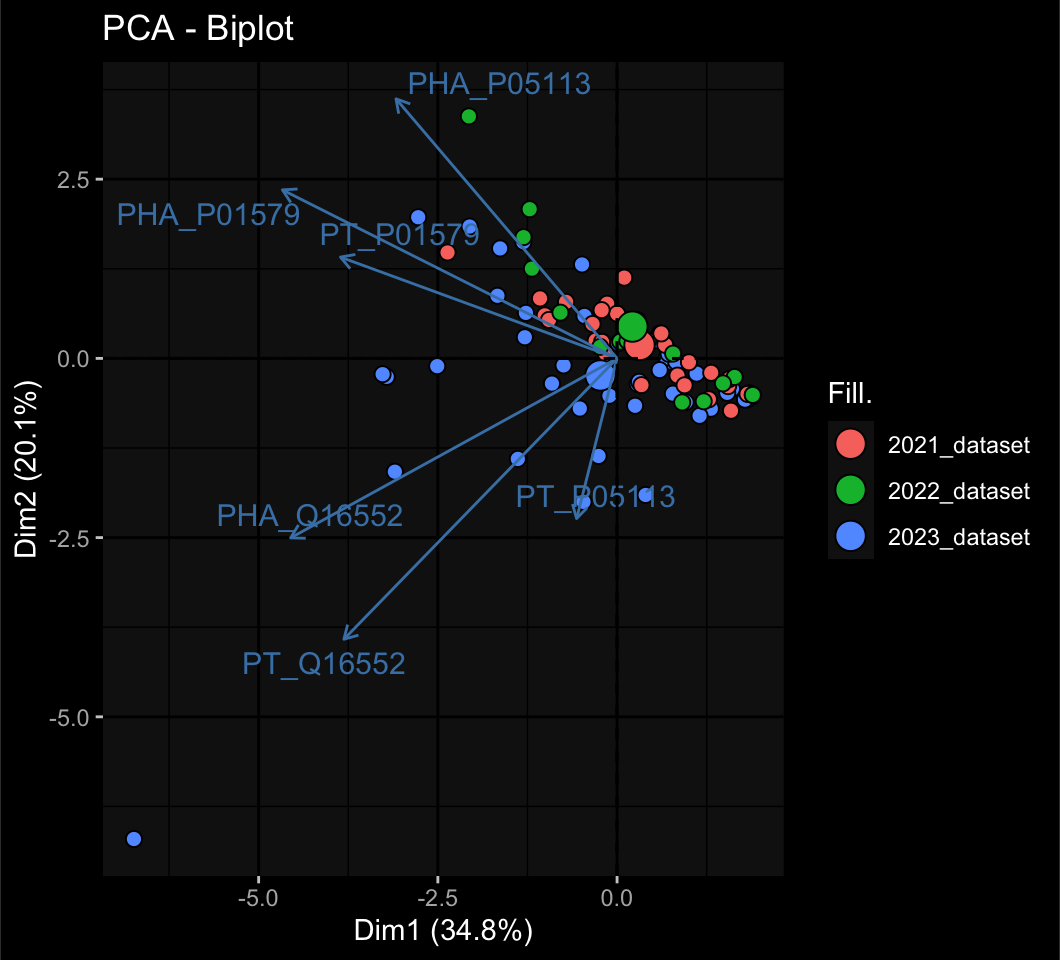 PCA - Biplot
PHA_P05113
PHA_P01579
PT_P01579
PHA_Q16552
PT_P05113
PT_Q16552
2.5
0.0
-2.5
-5.0
Dim2 (20.1%)
-5.0
-2.5
0.0
Dim1 (34.8%)
Fill.
2021_dataset
2022_dataset
2023_dataset